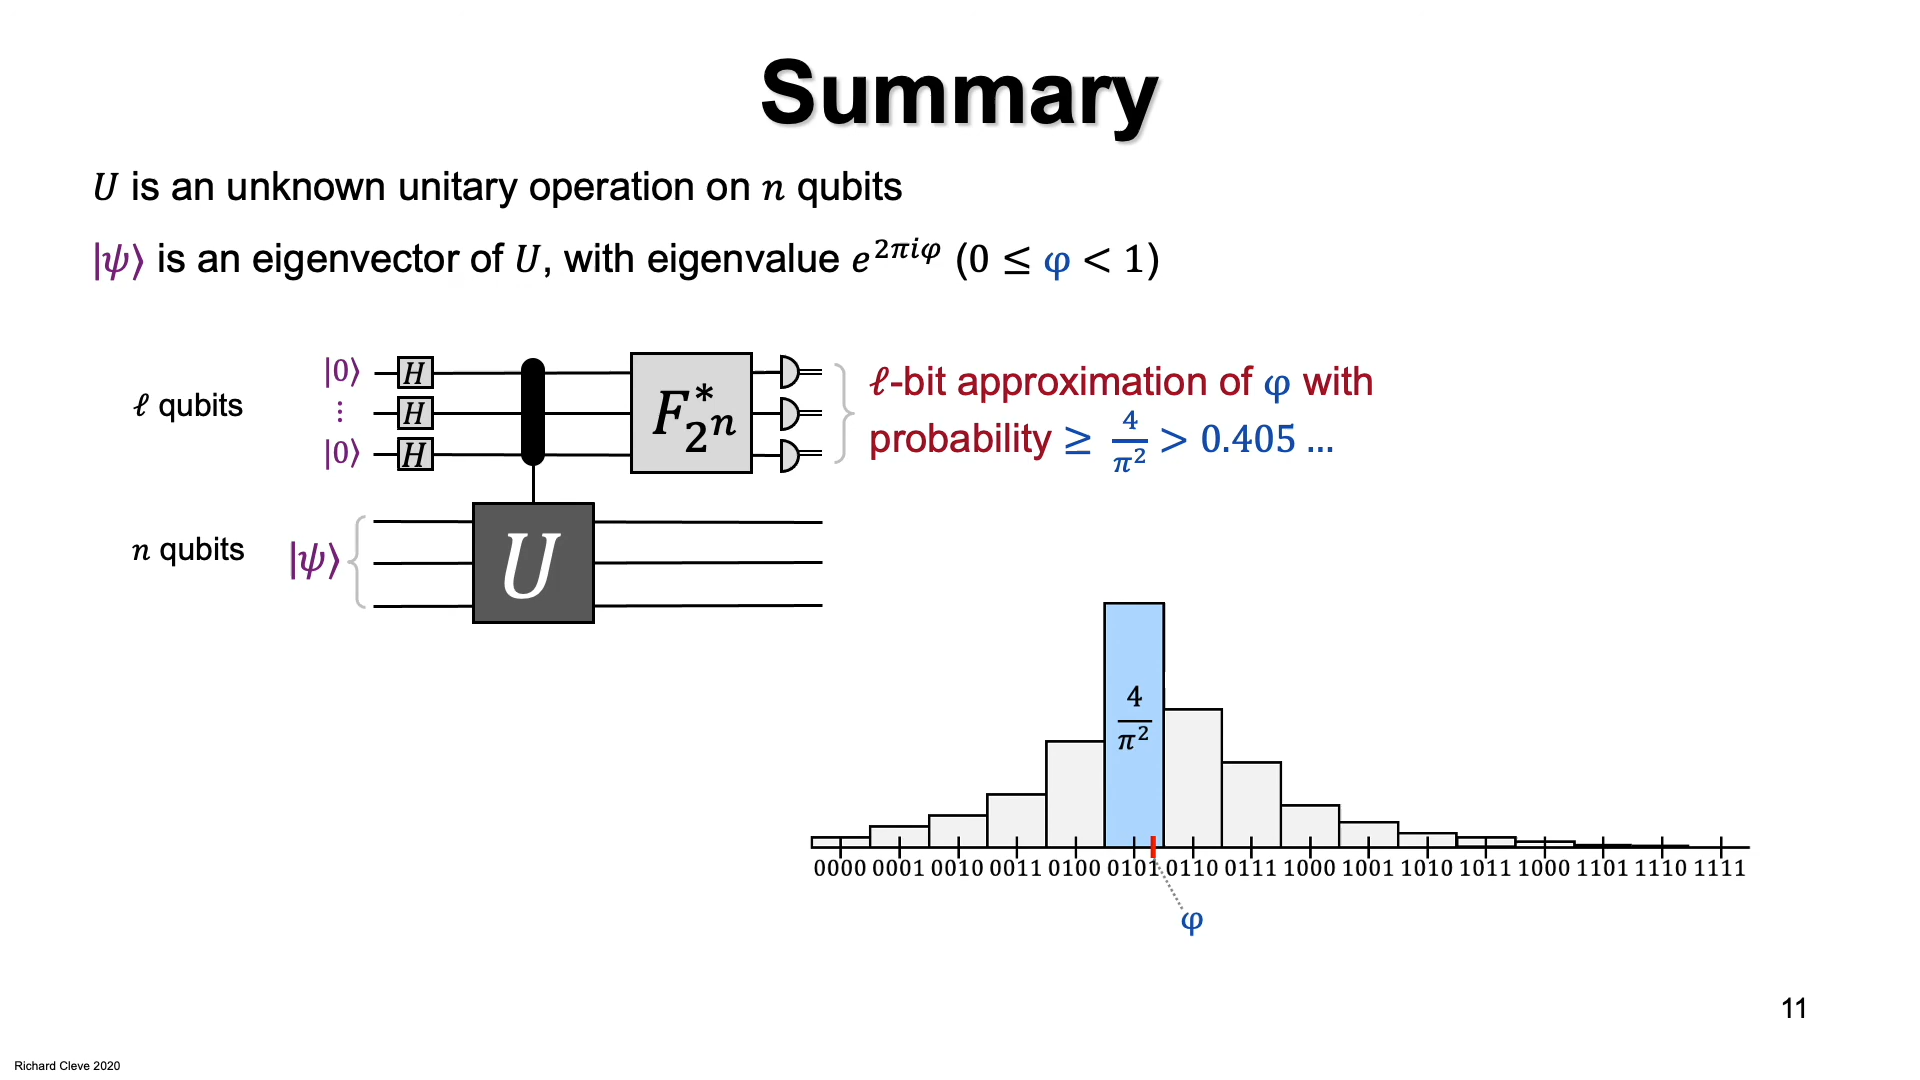 Summary
U is an unknown unitary operation on n qubits
|ψ⟩ is an eigenvector of U, with eigenvalue e^{2πiφ} (0 ≤ φ < 1)
ℓ qubits
|0⟩ H
⋮ H
|0⟩ H
F^*_{2^n}
ℓ-bit approximation of φ with
probability ≥ 4/π² > 0.405 ...
n qubits
|ψ⟩
U
4/π²
0000 0001 0010 0011 0100 0101 0110 0111 1000 1001 1010 1011 1000 1101 1110 1111
φ
11
Richard Cleve 2020